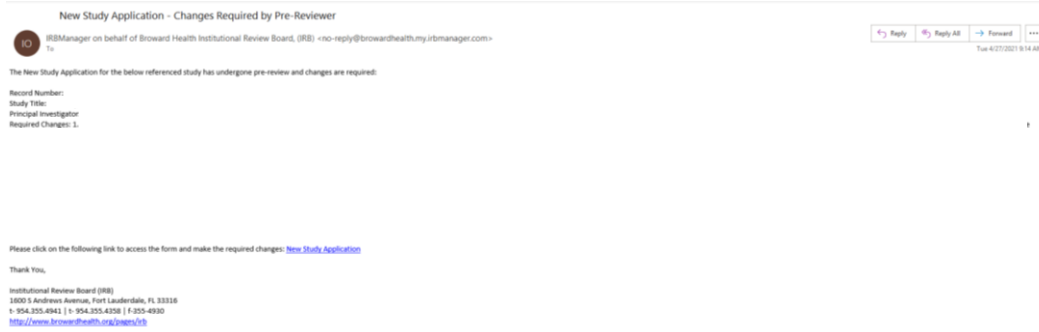 New Study Application - Changes Required by Pre-Reviewer
IO
IRBManager on behalf of Broward Health Institutional Review Board, (IRB) <no-reply@browardhealth.my.irbmanager.com>
To
Reply
Reply All
Forward
...
Tue 4/27/2021 8:14 AM
The New Study Application for the below referenced study has undergone pre-review and changes are required:
Record Number:
Study Title:
Principal Investigator
Required Changes: 1.
Please click on the following link to access the form and make the required changes: New Study Application
Thank You,
Institutional Review Board (IRB)
1600 S Andrews Avenue, Fort Lauderdale, FL 33316
t- 954.355.4941 | t- 954.355.4358 | f-355-4930
http://www.browardhealth.org/pages/irb